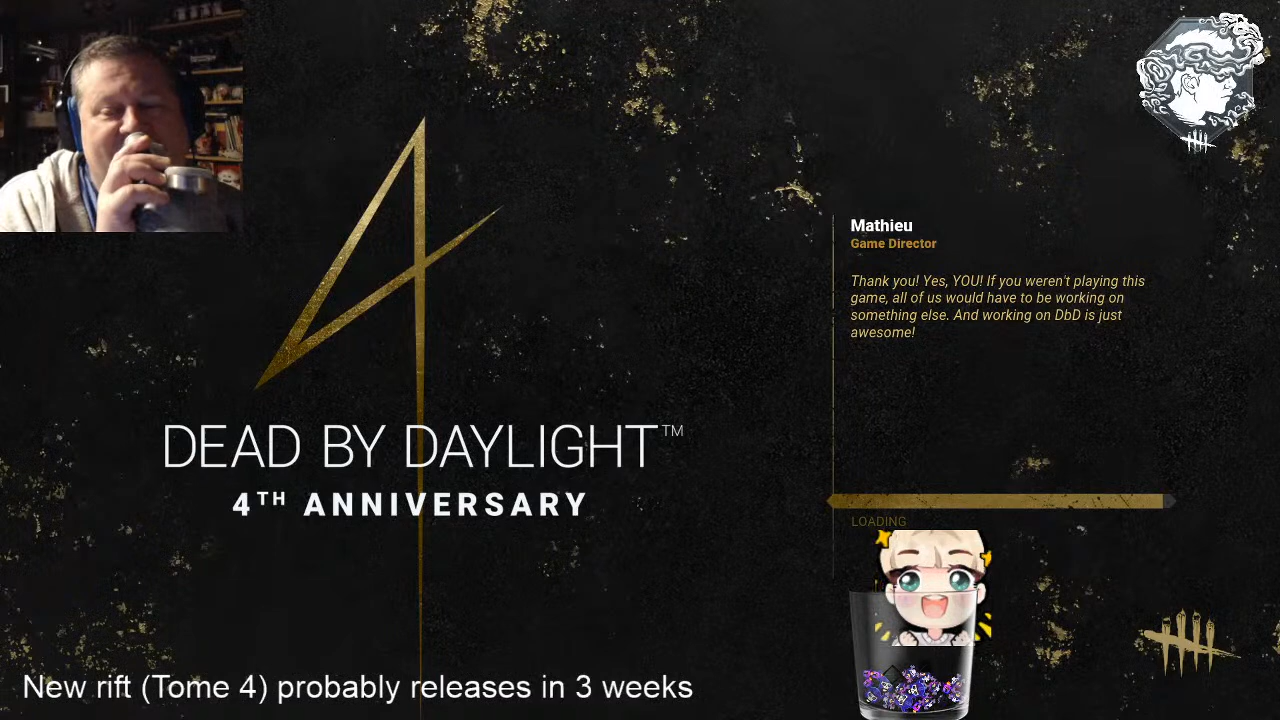 Mathieu
Game Director
Thank you! Yes, YOU! If you weren't playing this
game, all of us would have to be working on
something else. And working on DbD is just
awesome!
4
DEAD BY DAYLIGHT™
4TH ANNIVERSARY
LOADING
New rift (Tome 4) probably releases in 3 weeks